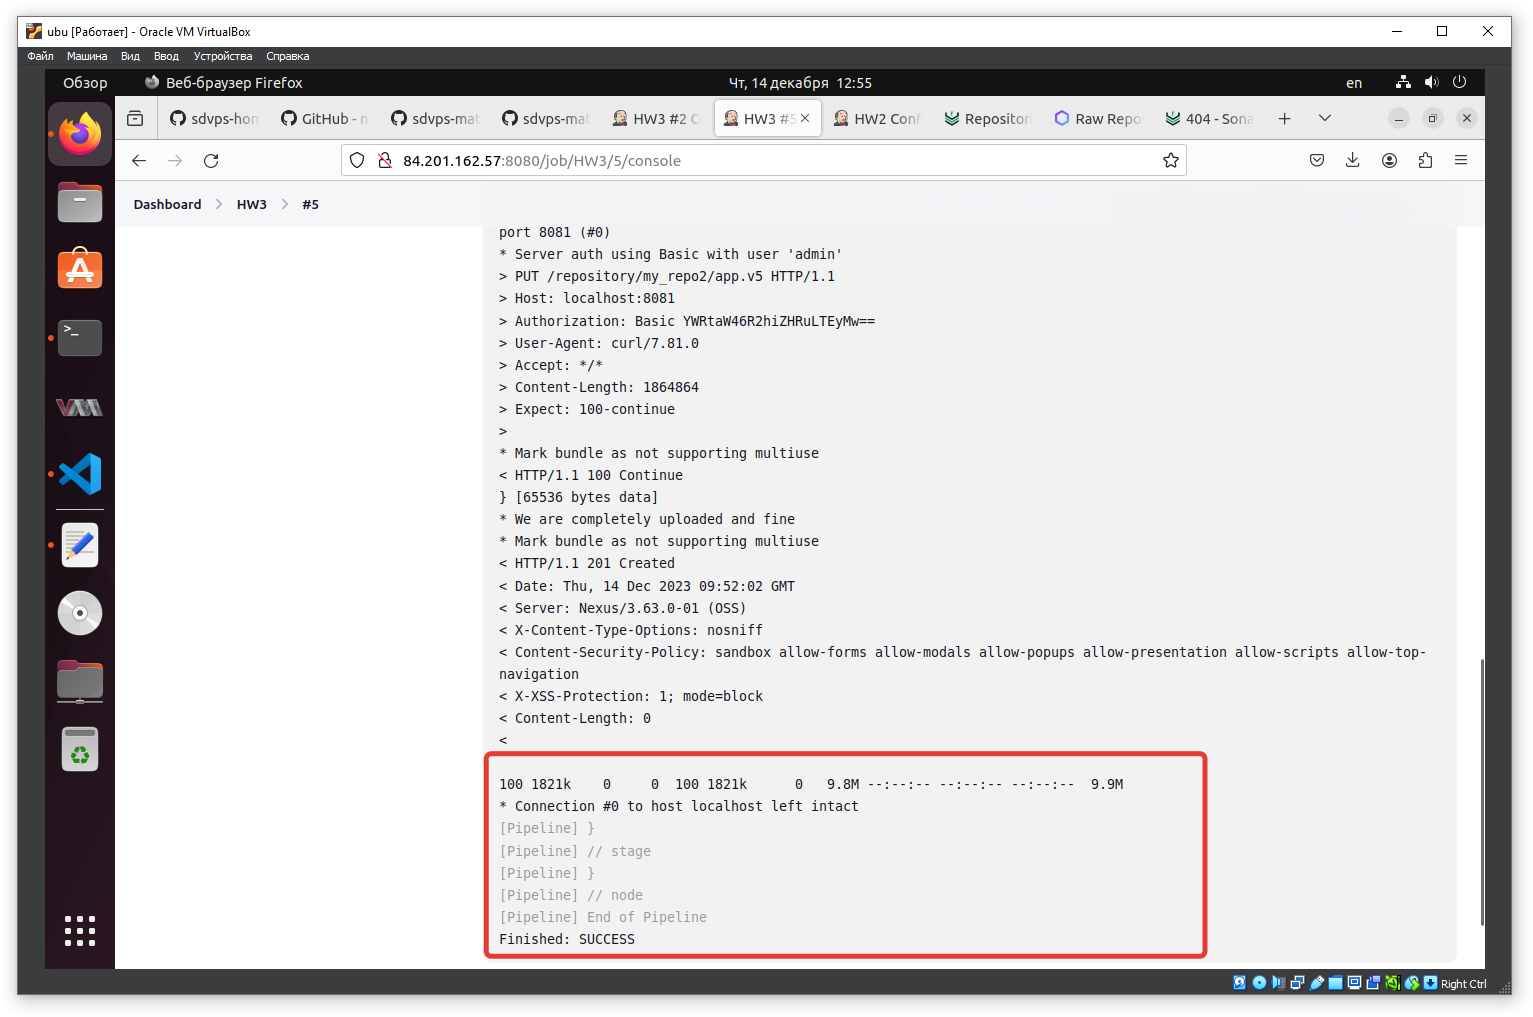 ubu [Работает] - Oracle VM VirtualBox
Файл Машина Вид Ввод Устройства Справка
Обзор Веб-браузер Firefox Чт, 14 декабря 12:55 en
sdvps-hom GitHub - n sdvps-mat sdvps-mat HW3 #2 C HW3 #5 HW2 Conf Repositori Raw Repo 404 - Sona
84.201.162.57:8080/job/HW3/5/console
Dashboard HW3 #5
port 8081 (#0)
* Server auth using Basic with user 'admin'
> PUT /repository/my_repo2/app.v5 HTTP/1.1
> Host: localhost:8081
> Authorization: Basic YWRtaW46R2hiZHRuLTEyMw==
> User-Agent: curl/7.81.0
> Accept: */*
> Content-Length: 1864864
> Expect: 100-continue
>
* Mark bundle as not supporting multiuse
< HTTP/1.1 100 Continue
} [65536 bytes data]
* We are completely uploaded and fine
* Mark bundle as not supporting multiuse
< HTTP/1.1 201 Created
< Date: Thu, 14 Dec 2023 09:52:02 GMT
< Server: Nexus/3.63.0-01 (OSS)
< X-Content-Type-Options: nosniff
< Content-Security-Policy: sandbox allow-forms allow-modals allow-popups allow-presentation allow-scripts allow-top-
navigation
< X-XSS-Protection: 1; mode=block
< Content-Length: 0
<
100 1821k    0     0  100 1821k      0   9.8M --:--:-- --:--:-- --:--:--  9.9M
* Connection #0 to host localhost left intact
[Pipeline] }
[Pipeline] // stage
[Pipeline] }
[Pipeline] // node
[Pipeline] End of Pipeline
Finished: SUCCESS
Right Ctrl